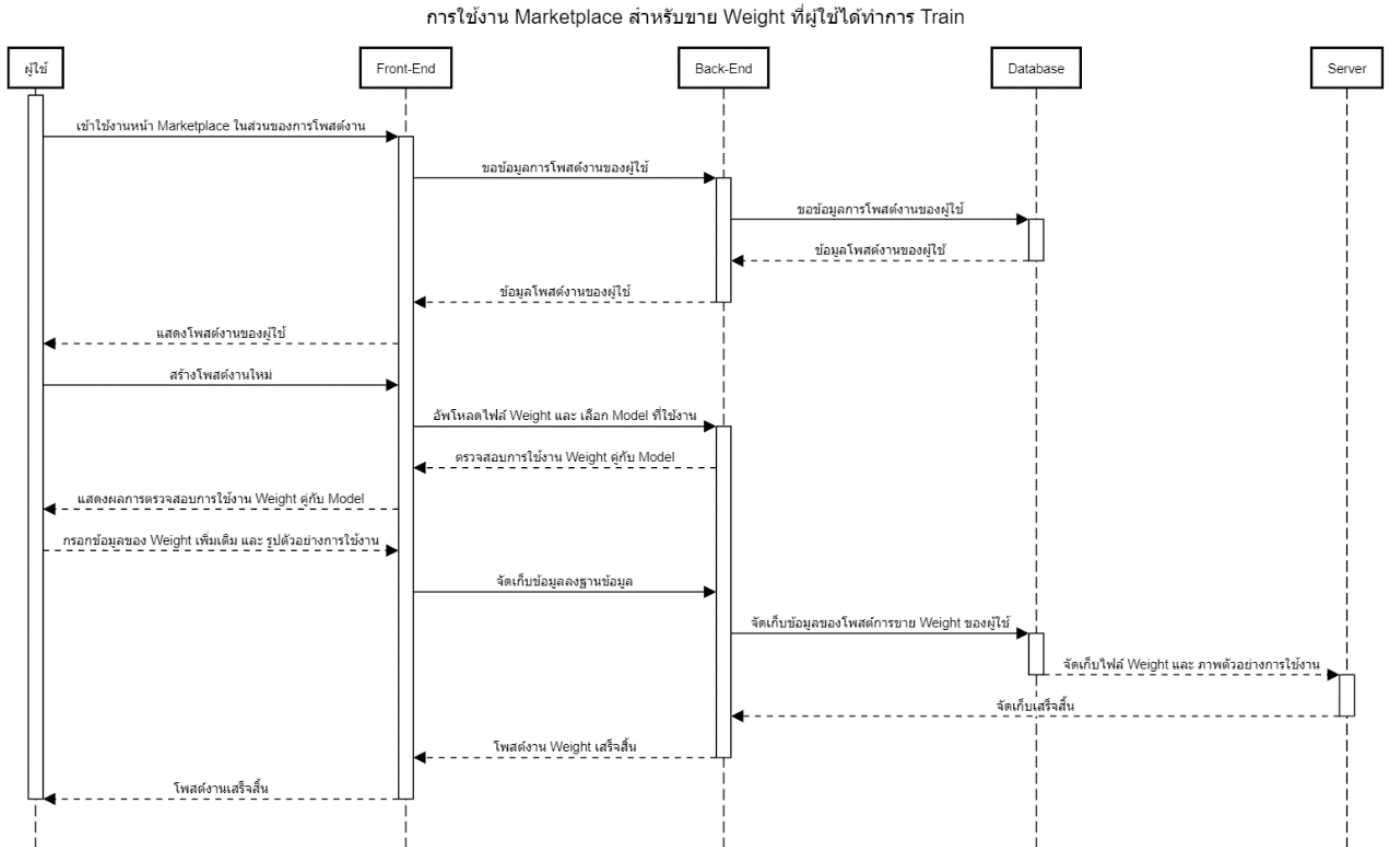 การใช้งาน Marketplace สำหรับขาย Weight ที่ผู้ใช้ได้ทำการ Train
ผู้ใช้
Front-End
Back-End
Database
Server
เข้าใช้งานหน้า Marketplace ในส่วนของการโพสต์งาน
ขอข้อมูลการโพสต์งานของผู้ใช้
ขอข้อมูลการโพสต์งานของผู้ใช้
ข้อมูลโพสต์งานของผู้ใช้
ข้อมูลโพสต์งานของผู้ใช้
แสดงโพสต์งานของผู้ใช้
สร้างโพสต์งานใหม่
อัพโหลดไฟล์ Weight และ เลือก Model ที่ใช้งาน
ตรวจสอบการใช้งาน Weight คู่กับ Model
แสดงผลการตรวจสอบการใช้งาน Weight คู่กับ Model
กรอกข้อมูลของ Weight เพิ่มเติม และ รูปตัวอย่างการใช้งาน
จัดเก็บข้อมูลลงฐานข้อมูล
จัดเก็บข้อมูลของโพสต์การขาย Weight ของผู้ใช้
จัดเก็บไฟล์ Weight และ ภาพตัวอย่างการใช้งาน
จัดเก็บเสร็จสิ้น
โพสต์งาน Weight เสร็จสิ้น
โพสต์งานเสร็จสิ้น